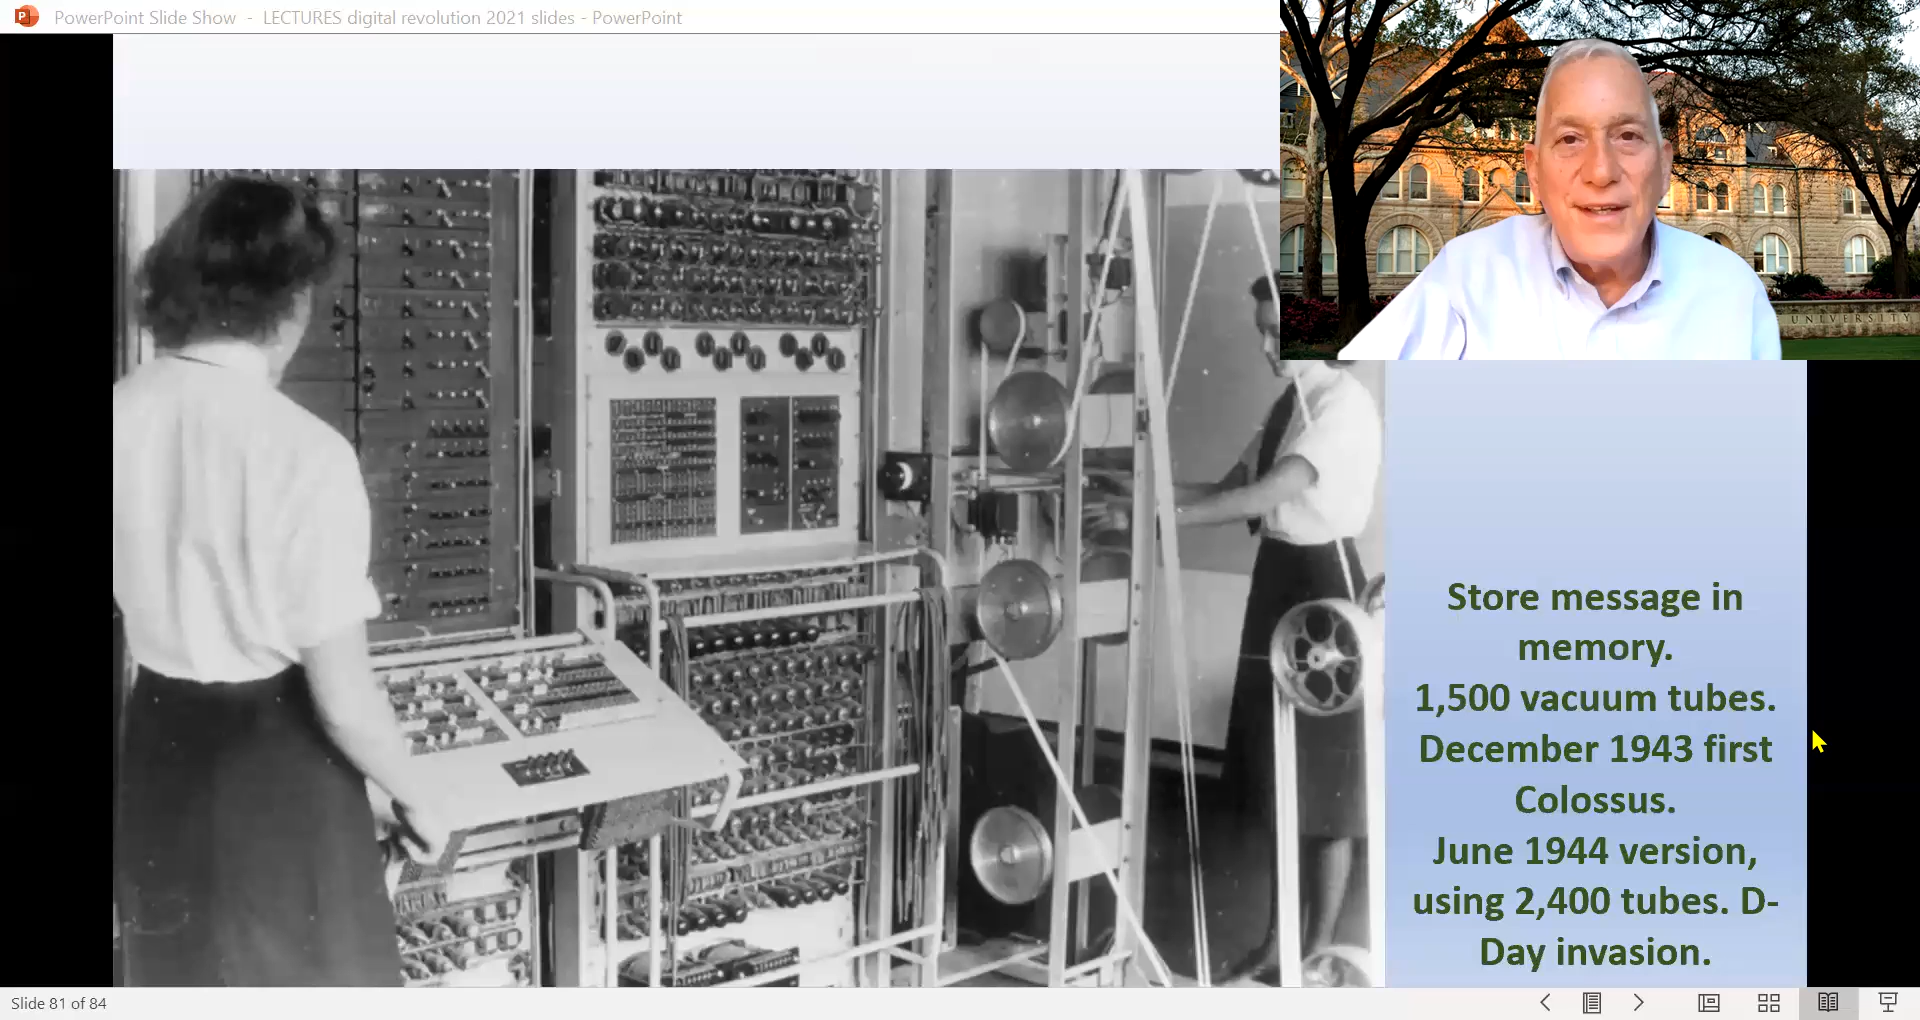 PowerPoint Slide Show - LECTURES digital revolution 2021 slides - PowerPoint
UNIVERSITY
Store message in
memory.
1,500 vacuum tubes.
December 1943 first
Colossus.
June 1944 version,
using 2,400 tubes. D-
Day invasion.
Slide 81 of 84